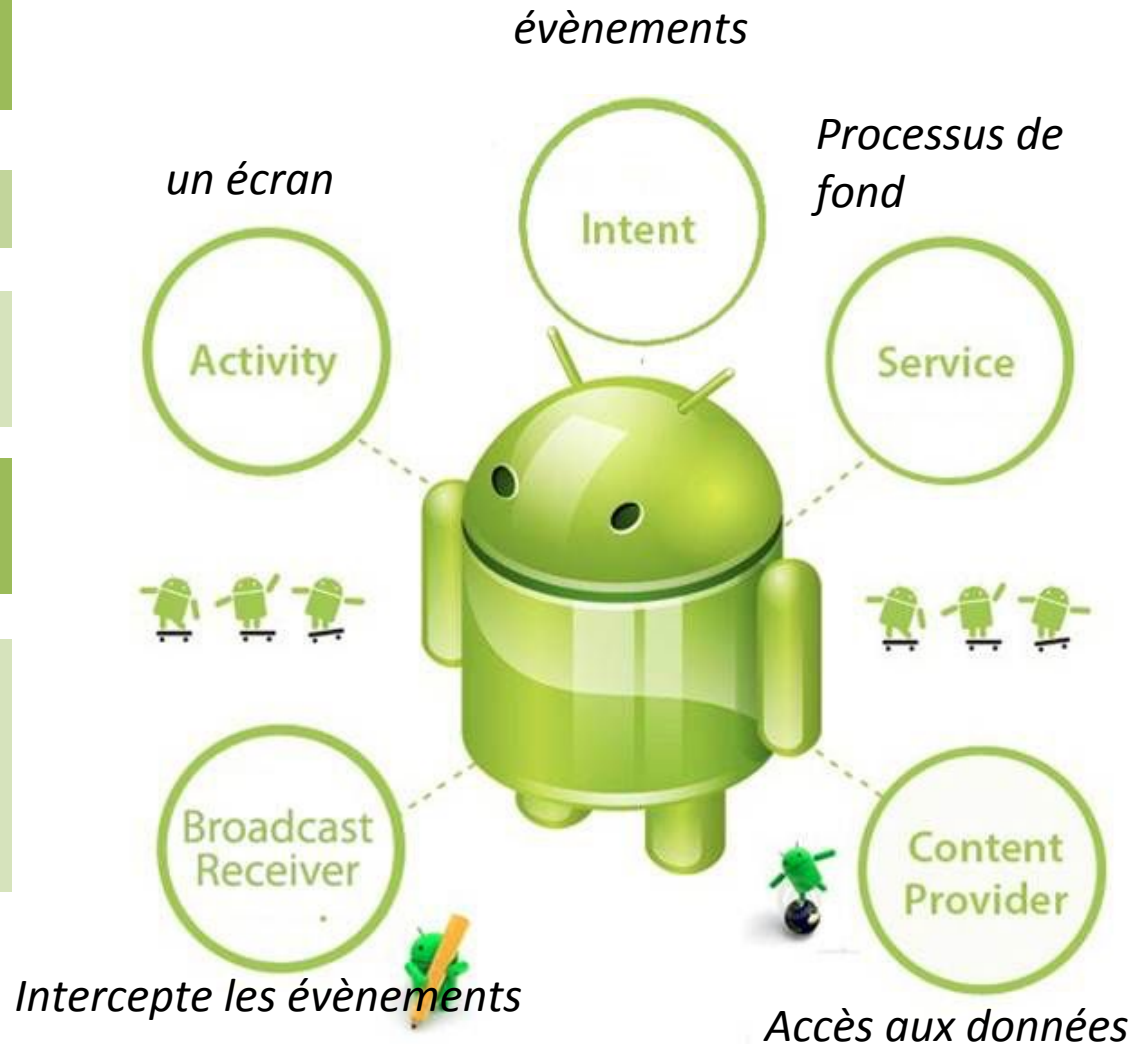 évènements
Processus de
fond
un écran
Intent
Activity
Service
Broadcast
Receiver
Content
Provider
Intercepte les évènements
Accès aux données